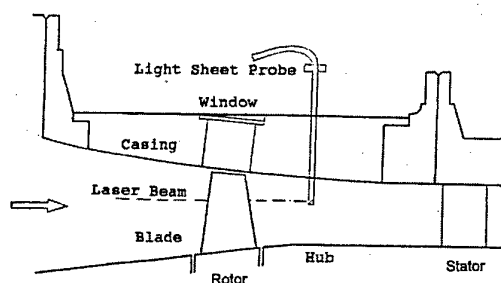 Light Sheet Probe
Window
Casing
Laser Beam
Blade
Hub
Stator
Rotor